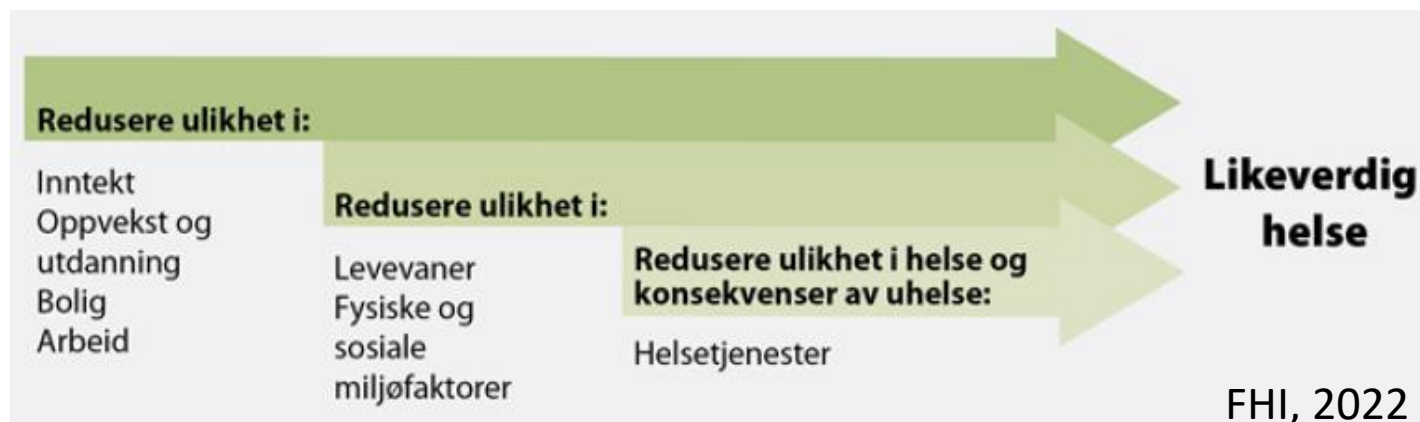 Redusere ulikhet i:
Inntekt
Oppvekst og
utdanning
Bolig
Arbeid
Redusere ulikhet i:
Levevaner
Fysiske og
sosiale
miljøfaktorer
Redusere ulikhet i helse og
konsekvenser av uhelse:
Helsetjenester
Likeverdig
helse
FHI, 2022